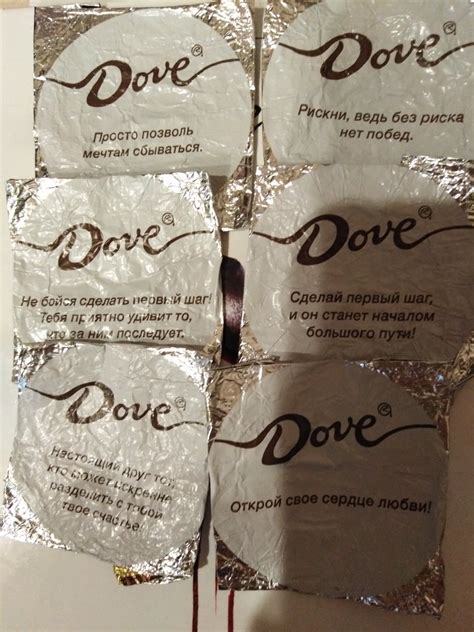 Dove
Просто позволь
мечтам сбываться.
Dove
Рискни, ведь без риска
нет побед.
Dove
Не бойся сделать первый шаг!
Тебя приятно удивит то,
что за ним последует.
Dove
Сделай первый шаг,
и он станет началом
большого пути!
Dove
Настоящий друг тот,
кто может искренне
разделить с тобой
твое счастье.
Dove
Открой свое сердце любви!